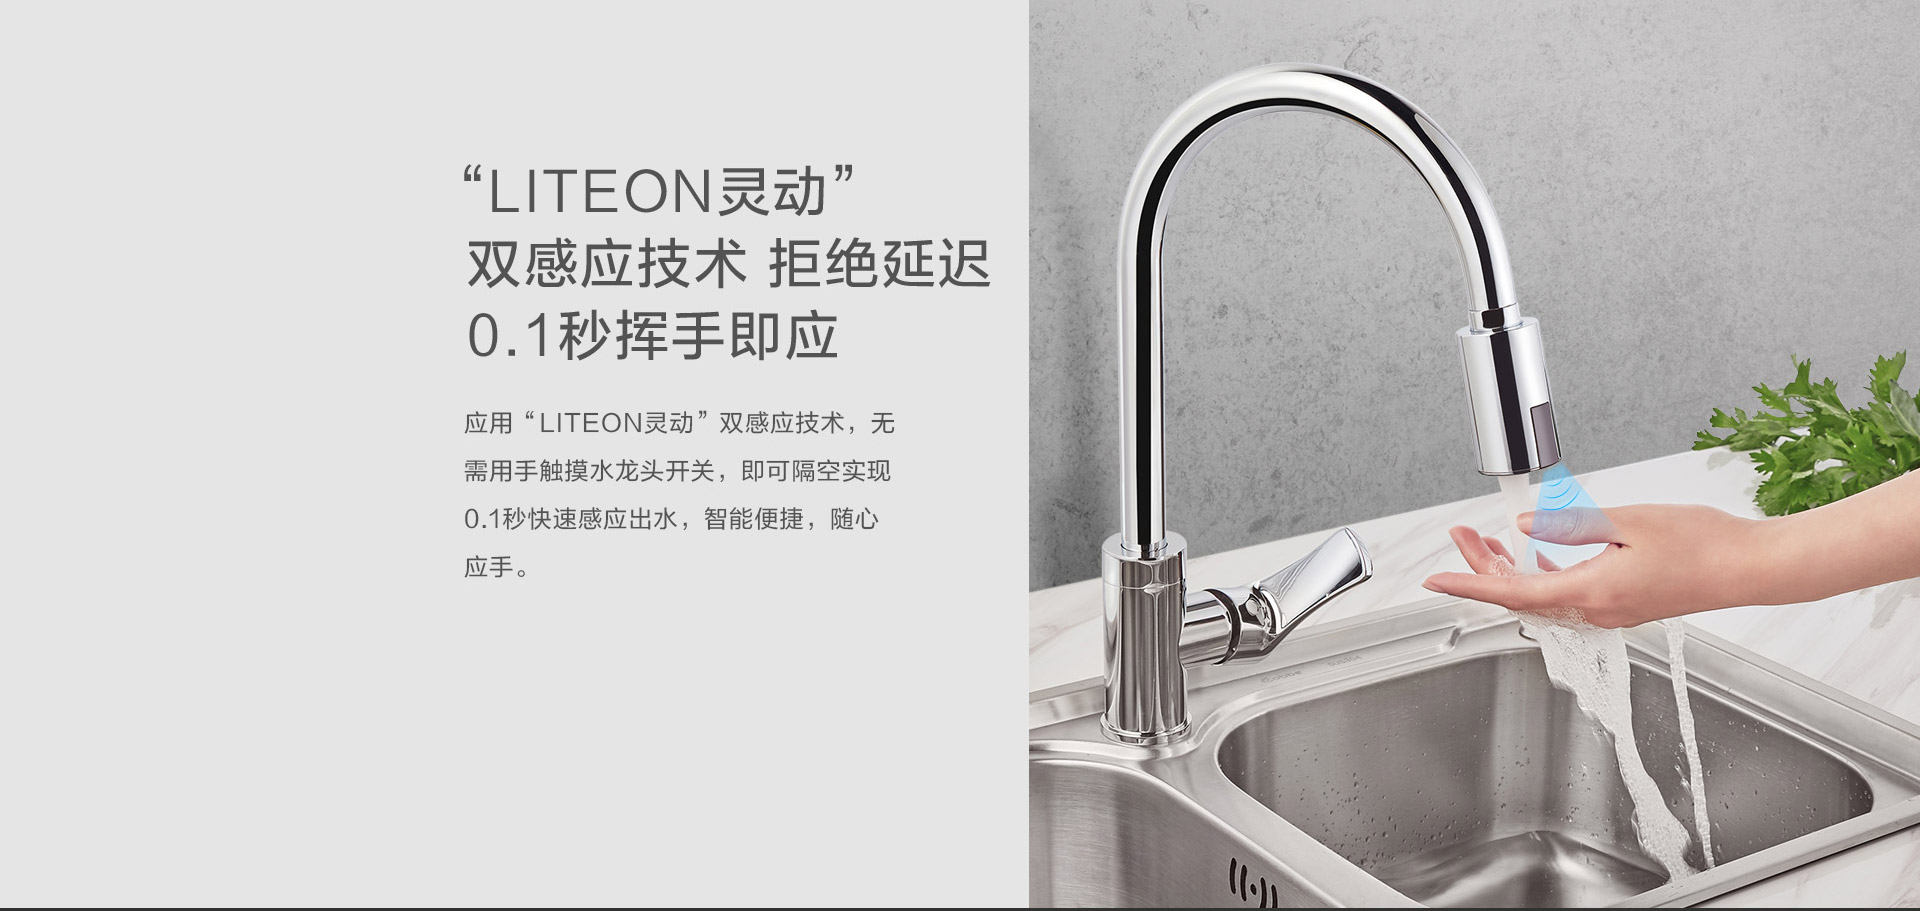 “LITEON灵动”
双感应技术 拒绝延迟
0.1秒挥手即应
应用“LITEON灵动”双感应技术，无
需用手触摸水龙头开关，即可隔空实现
0.1秒快速感应出水，智能便捷，随心
应手。